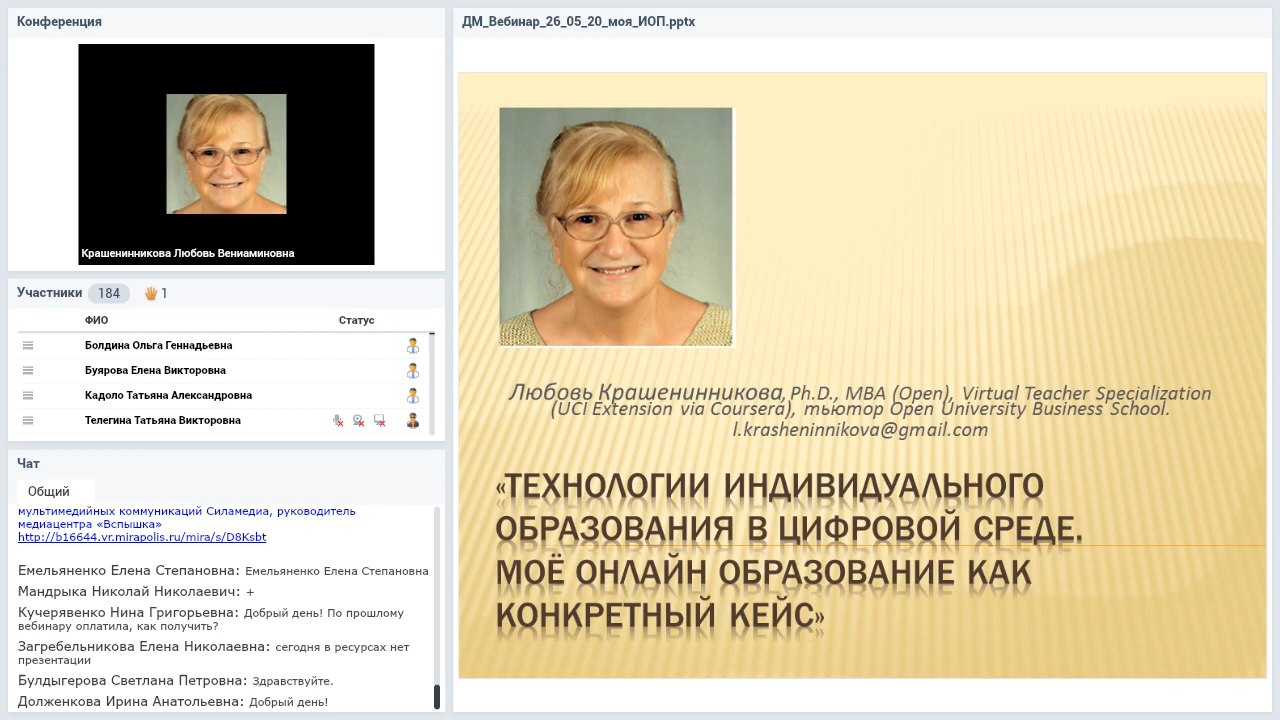 Конференция
Крашенинникова Любовь Вениаминовна
Участники 184 1
ФИО Статус
Болдина Ольга Геннадьевна
Буярова Елена Викторовна
Кадоло Татьяна Александровна
Телегина Татьяна Викторовна
Чат
Общий
мультимедийных коммуникаций Силамедиа, руководитель
медиацентра «Вспышка»
http://b16644.vr.mirapolis.ru/mira/s/D8Ksbt
Емельяненко Елена Степановна: Емельяненко Елена Степановна
Мандрыка Николай Николаевич: +
Кучерявенко Нина Григорьевна: Добрый день! По прошлому
вебинару оплатила, как получить?
Загребельникова Елена Николаевна: сегодня в ресурсах нет
презентации
Булдыгерова Светлана Петровна: Здравствуйте.
Долженкова Ирина Анатольевна: Добрый день!
ДМ_Вебинар_26_05_20_моя_ИОП.pptx
Любовь Крашенинникова, Ph.D., MBA (Open), Virtual Teacher Specialization
(UCI Extension via Coursera), тьютор Open University Business School.
l.krasheninnikova@gmail.com
«ТЕХНОЛОГИИ ИНДИВИДУАЛЬНОГО
ОБРАЗОВАНИЯ В ЦИФРОВОЙ СРЕДЕ.
МОЁ ОНЛАЙН ОБРАЗОВАНИЕ КАК
КОНКРЕТНЫЙ КЕЙС»